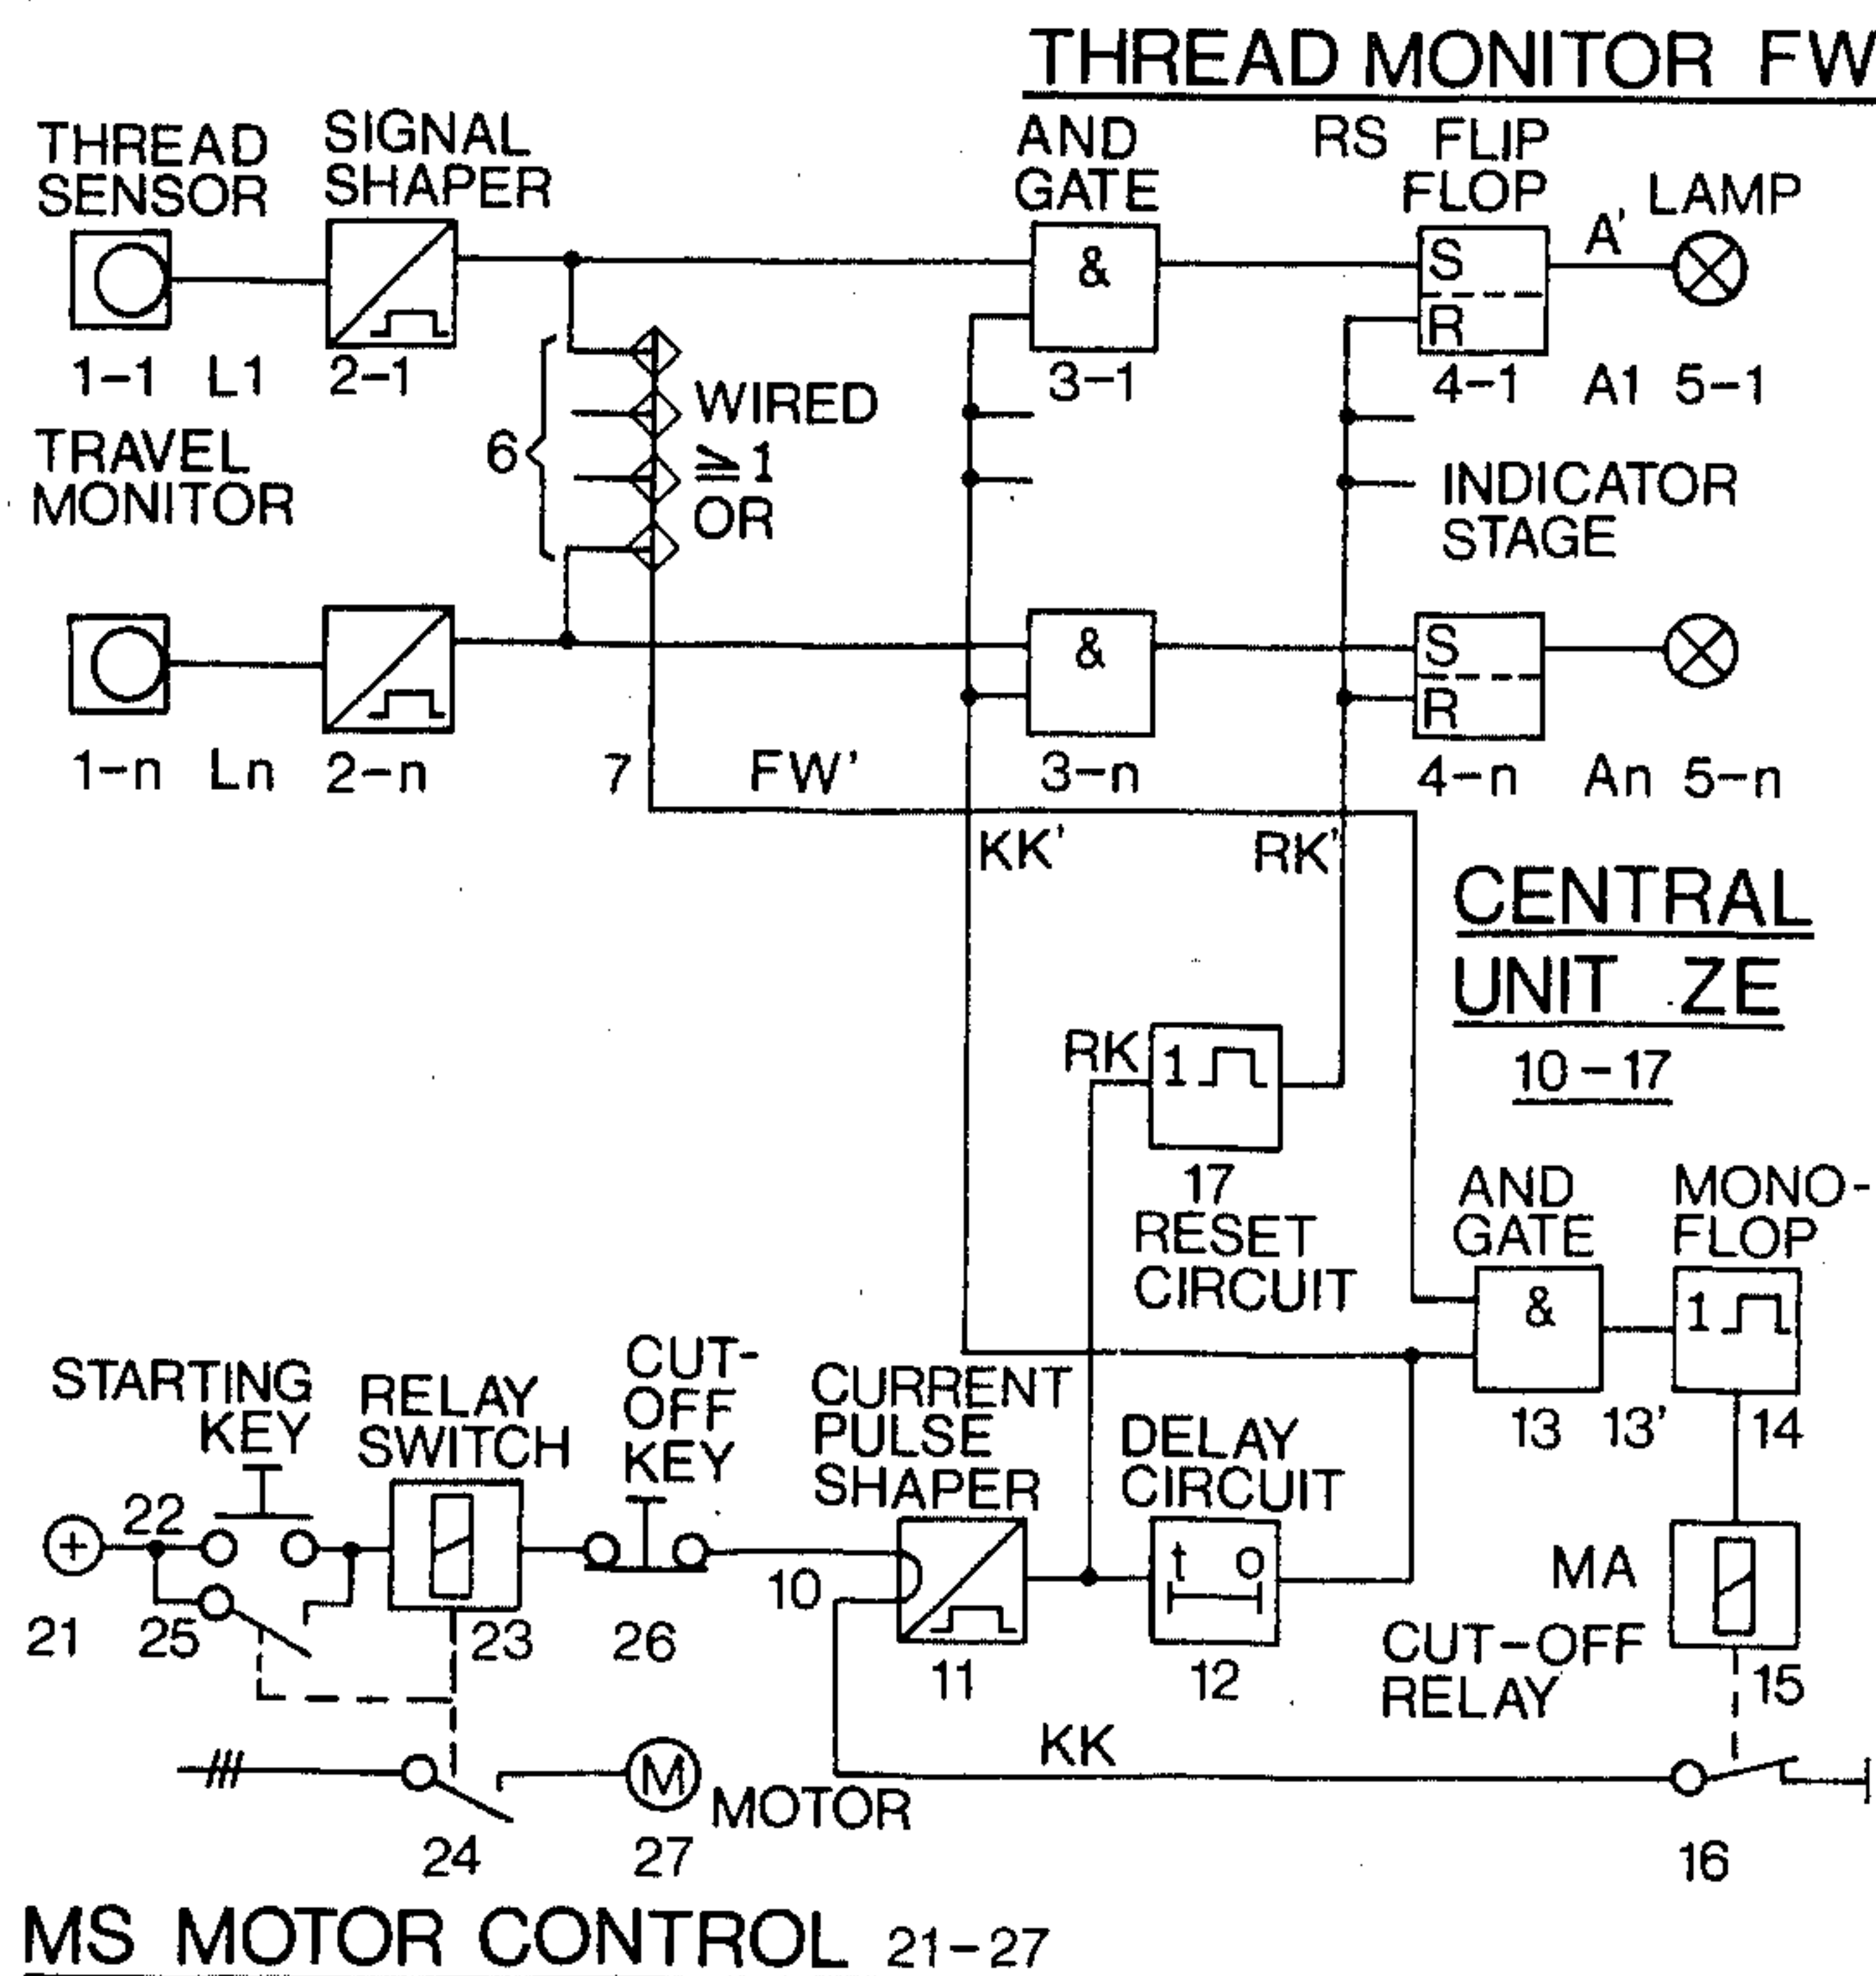 THREAD MONITOR FW
THREAD
SENSOR
SIGNAL
SHAPER
AND
GATE
RS FLIP
FLOP
A'
LAMP
&
S
R
1-1 L1 2-1
3-1
4-1 A1 5-1
TRAVEL
MONITOR
6
WIRED
≥1
OR
INDICATOR
STAGE
&
S
R
1-n Ln 2-n
7 FW'
3-n
4-n An 5-n
KK'
RK'
CENTRAL
UNIT ZE
10-17
RK
1
17
RESET
CIRCUIT
AND
GATE
MONO-
FLOP
&
1
13 13' 14
STARTING
KEY
RELAY
SWITCH
CUT-
OFF
KEY
CURRENT
PULSE
SHAPER
DELAY
CIRCUIT
22
+
t o
21 25 23 26
10
11
12
MA
CUT-OFF
RELAY
15
KK
M
MOTOR
24
27
16
MS MOTOR CONTROL 21-27